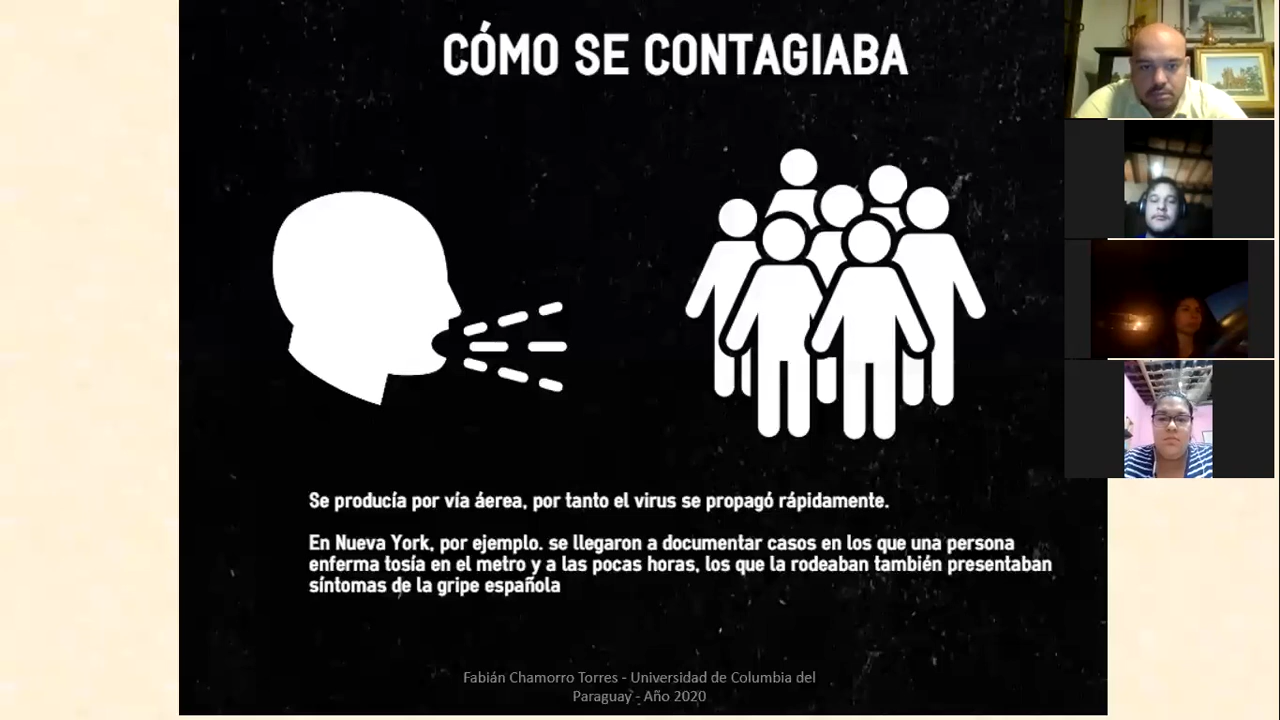 CÓMO SE CONTAGIABA
Se producía por vía áerea, por tanto el virus se propagó rápidamente.
En Nueva York, por ejemplo. se llegaron a documentar casos en los que una persona
enferma tosía en el metro y a las pocas horas, los que la rodeaban también presentaban
síntomas de la gripe española
Fabián Chamorro Torres - Universidad de Columbia del
Paraguay - Año 2020